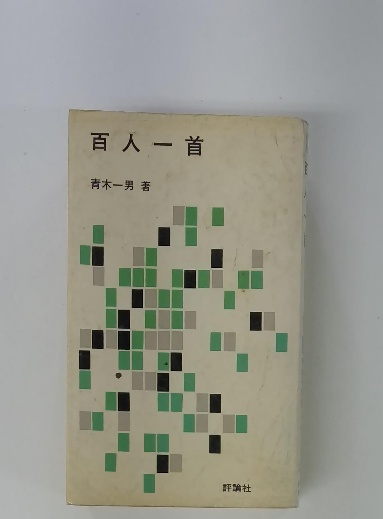 百人一首
青木一男 著
評論社